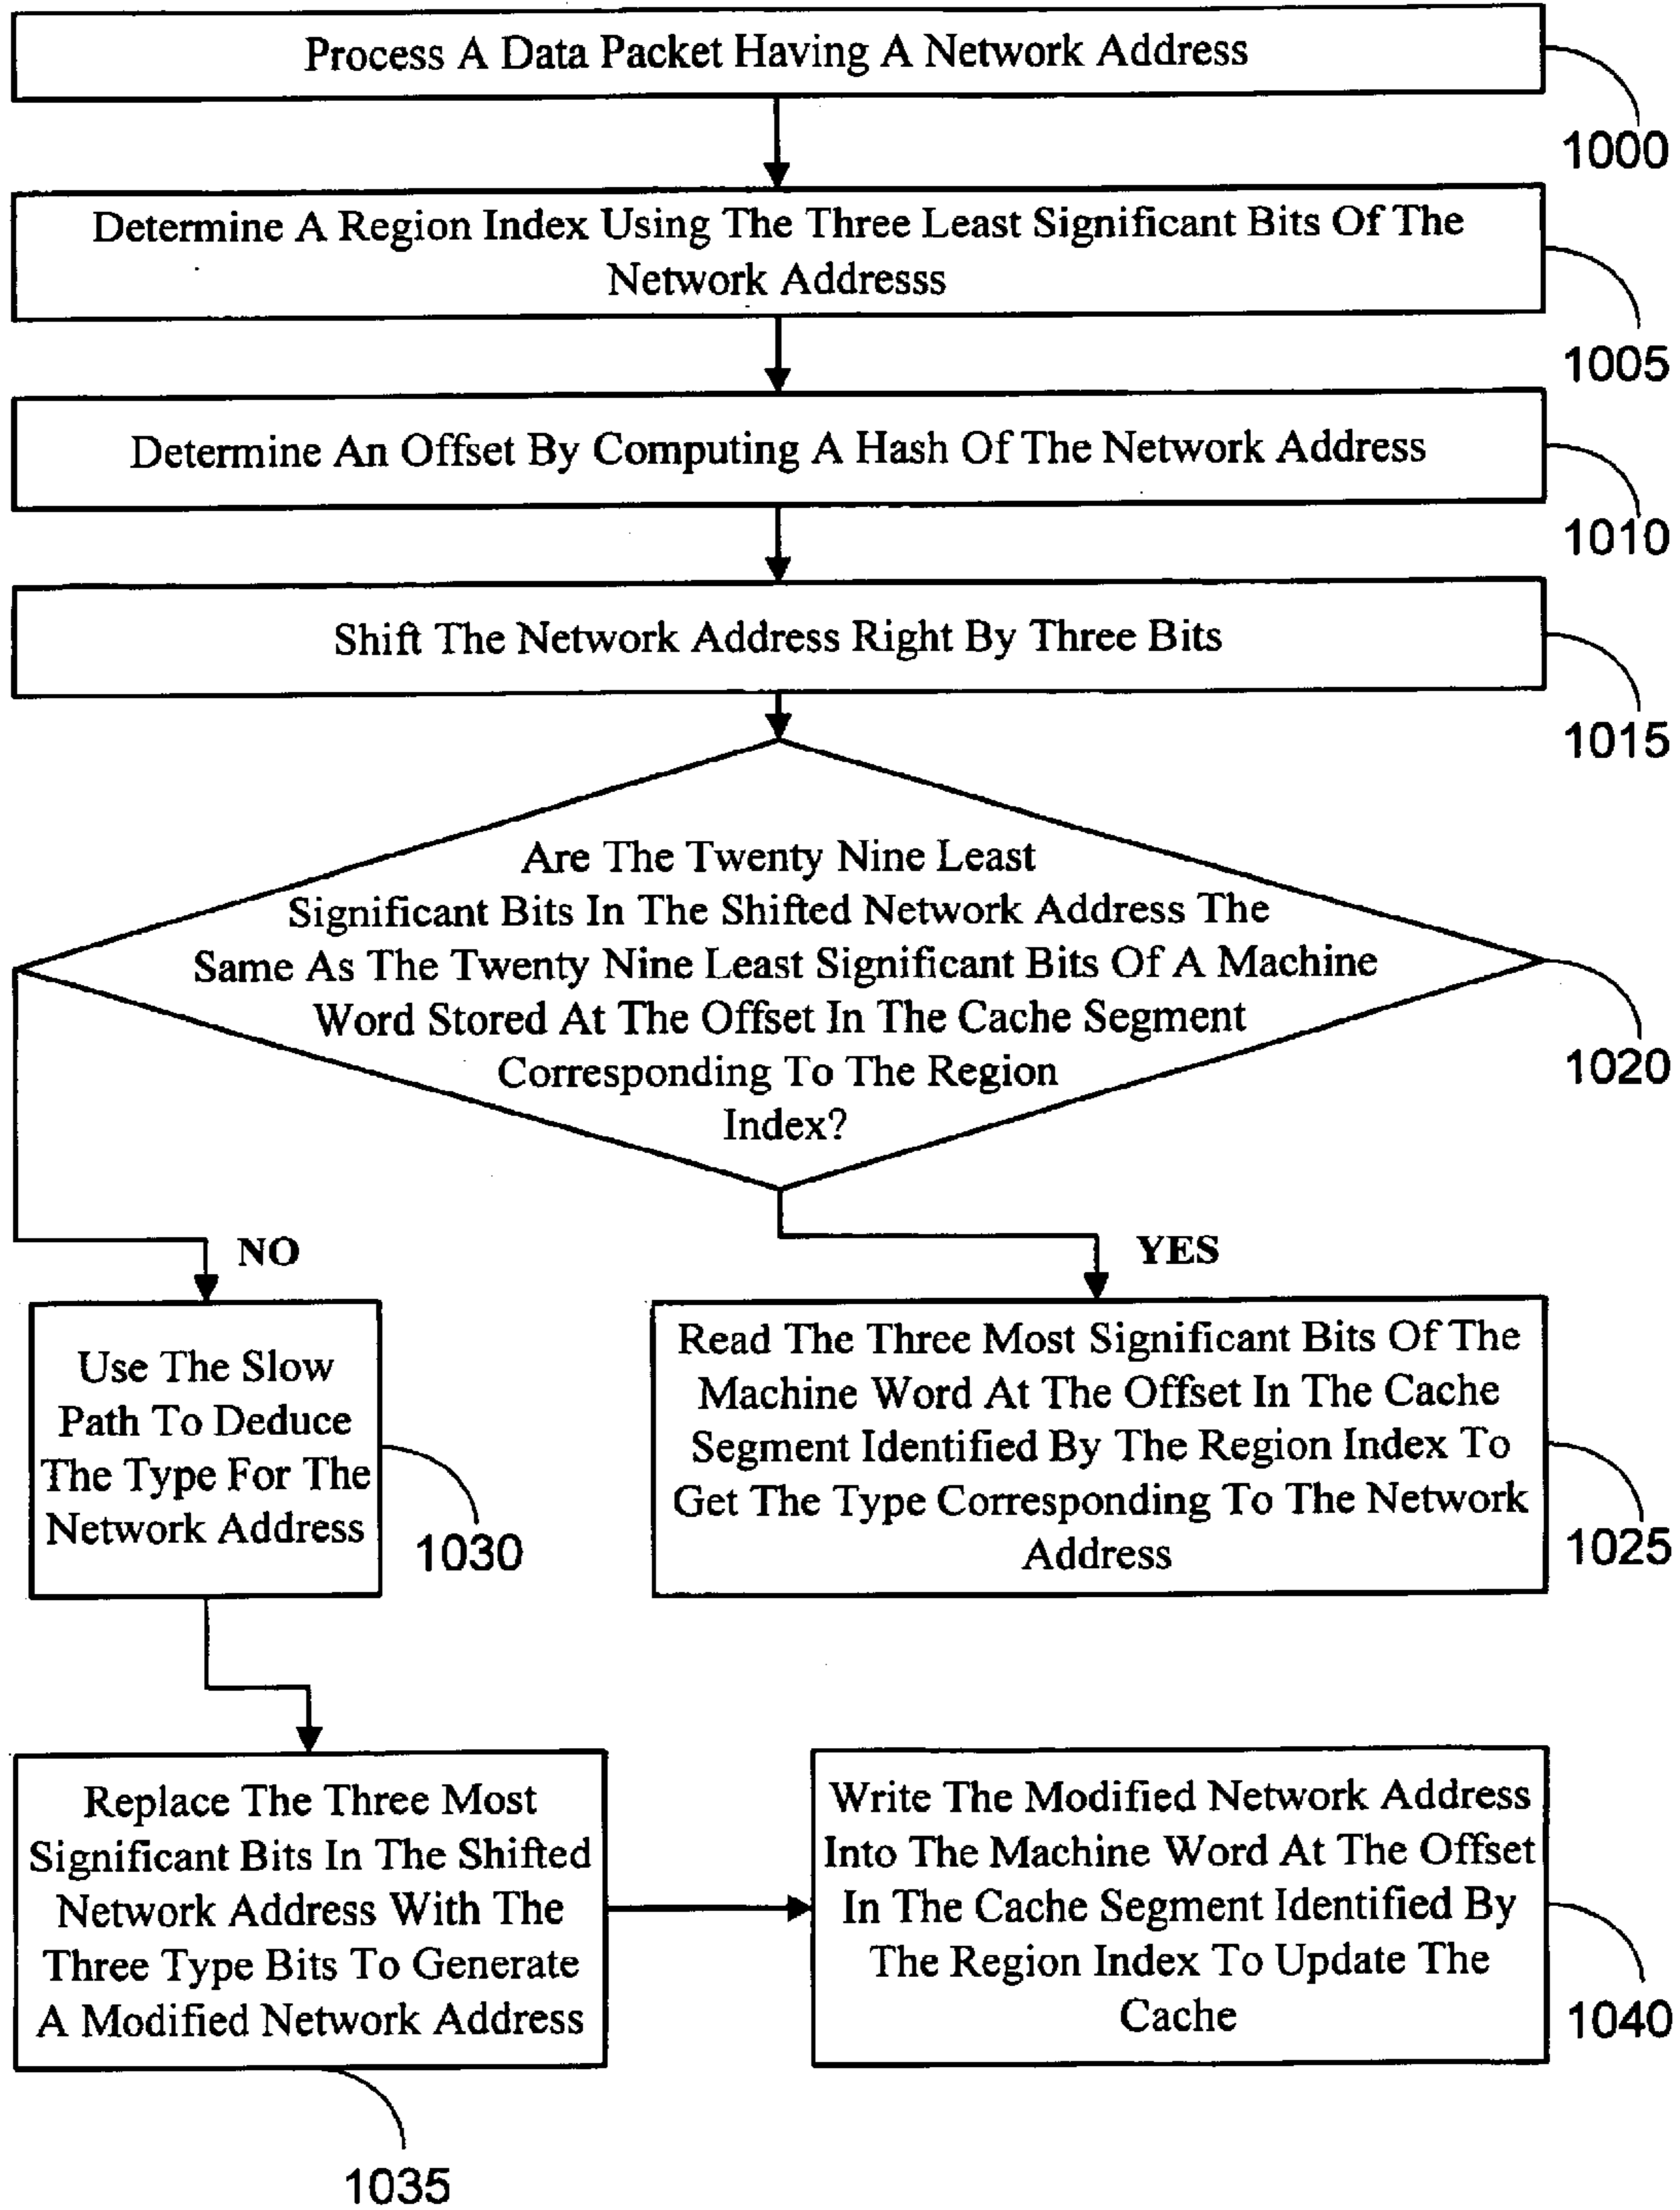 Process A Data Packet Having A Network Address
1000
Determine A Region Index Using The Three Least Significant Bits Of The
Network Addresss
1005
Determine An Offset By Computing A Hash Of The Network Address
1010
Shift The Network Address Right By Three Bits
1015
Are The Twenty Nine Least
Significant Bits In The Shifted Network Address The
Same As The Twenty Nine Least Significant Bits Of A Machine
Word Stored At The Offset In The Cache Segment
Corresponding To The Region
Index?
1020
NO
YES
Use The Slow
Path To Deduce
The Type For The
Network Address
1030
Read The Three Most Significant Bits Of The
Machine Word At The Offset In The Cache
Segment Identified By The Region Index To
Get The Type Corresponding To The Network
Address
1025
Replace The Three Most
Significant Bits In The Shifted
Network Address With The
Three Type Bits To Generate
A Modified Network Address
1035
Write The Modified Network Address
Into The Machine Word At The Offset
In The Cache Segment Identified By
The Region Index To Update The
Cache
1040